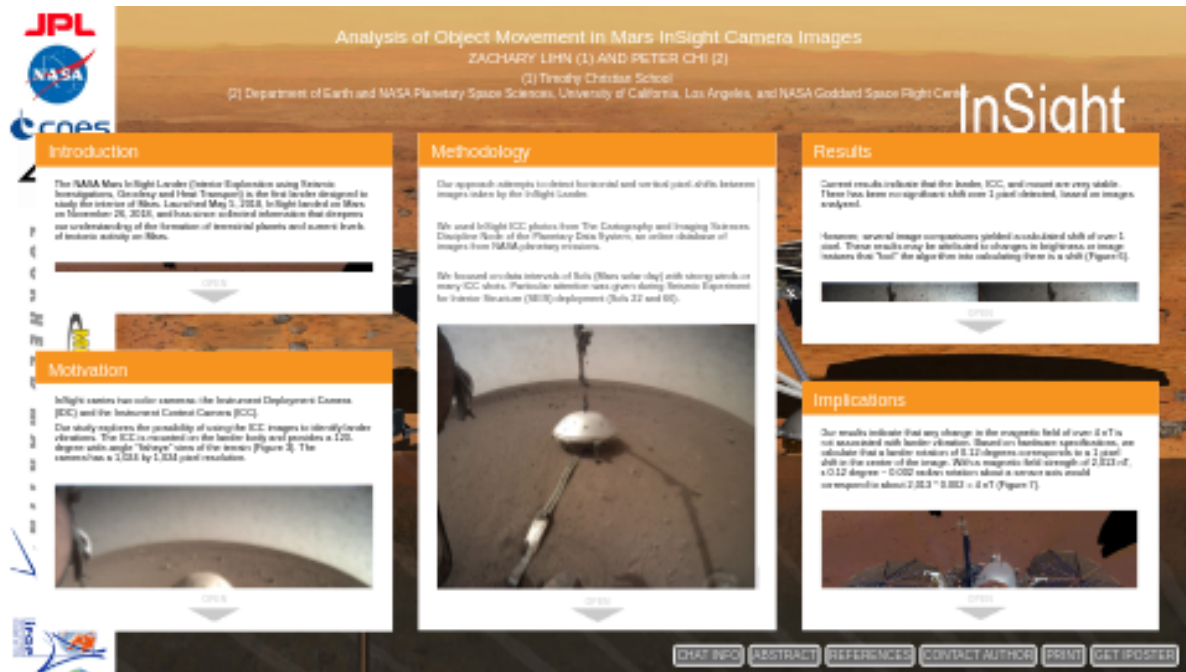 JPL
NASA
cnes
Analysis of Object Movement in Mars InSight Camera Images
ZACHARY LIHN (1) AND PETER CHI (2)
(1) Timothy Christian School
(2) Department of Earth and NASA Planetary Space Sciences, University of California, Los Angeles, and NASA Goddard Space Flight Center
InSight
Introduction
The NASA Mars InSight Lander (Interior Exploration using Seismic
Investigations, Geodesy and Heat Transport) is the first lander designed to
study the interior of Mars. Launched May 5, 2018, InSight landed on Mars
on November 26, 2018, and has since collected information that deepens
our understanding of the formation of terrestrial planets and current levels
of tectonic activity on Mars.
OPEN
Motivation
InSight carries two color cameras: the Instrument Deployment Camera
(IDC) and the Instrument Context Camera (ICC).
Our study explores the possibility of using the ICC images to identify lander
vibrations. The ICC is mounted on the lander body and provides a 120-
degree wide-angle "fisheye" view of the terrain (Figure 3). The
camera has a 1,024 by 1,024 pixel resolution.
OPEN
Methodology
Our approach attempts to detect horizontal and vertical pixel shifts between
images taken by the InSight Lander.
We used InSight ICC photos from The Cartography and Imaging Sciences
Discipline Node of the Planetary Data System, an online database of
images from NASA planetary missions.
We focused on data intervals of Sols (Mars solar day) with strong winds or
many ICC shots. Particular attention was given during Seismic Experiment
for Interior Structure (SEIS) deployment (Sols 22 and 66).
OPEN
Results
Current results indicate that the lander, ICC, and mount are very stable.
There has been no significant shift over 1 pixel detected, based on images
analyzed.
However, several image comparisons yielded a calculated shift of over 1
pixel. These results may be attributed to changes in brightness or image
features that "fool" the algorithm into calculating there is a shift (Figure 6).
OPEN
Implications
Our results indicate that any change in the magnetic field of over 4 nT is
not associated with lander vibration. Based on hardware specifications, we
calculate that a lander rotation of 0.12 degrees corresponds to a 1 pixel
shift in the center of the image. With a magnetic field strength of 2,013 nT,
a 0.12 degree ~ 0.002 radian rotation about a sensor axis would
correspond to about 2,013 * 0.002 = 4 nT (Figure 7).
OPEN
CHAT INFO
ABSTRACT
REFERENCES
CONTACT AUTHOR
PRINT
GET IPOSTER